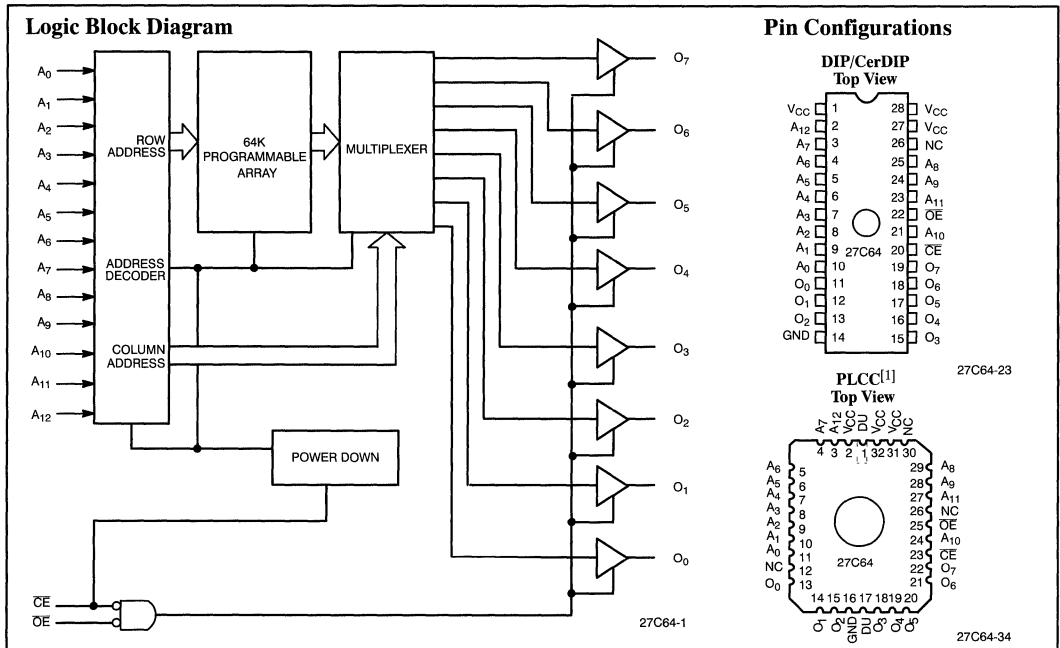 Logic Block Diagram
A0
A1
A2
A3
A4
A5
A6
A7
A8
A9
A10
A11
A12
ROW
ADDRESS
ADDRESS
DECODER
COLUMN
ADDRESS
64K
PROGRAMMABLE
ARRAY
MULTIPLEXER
POWER DOWN
O7
O6
O5
O4
O3
O2
O1
O0
C̅E̅
O̅E̅
27C64-1
Pin Configurations
DIP/CerDIP
Top View
VCC 1 28 VCC
A12 2 27 VCC
A7 3 26 NC
A6 4 25 A8
A5 5 24 A9
A4 6 23 A11
A3 7 22 O̅E̅
A2 8 21 A10
A1 9 20 C̅E̅
A0 10 19 O7
O0 11 18 O6
O1 12 17 O5
O2 13 16 O4
GND 14 15 O3
27C64
27C64-23
PLCC[1]
Top View
A7 A12 VCC DU VCC VCC NC
4 3 2 1 32 31 30
A6 5 29 A8
A5 6 28 A9
A4 7 27 A11
A3 8 26 NC
A2 9 25 O̅E̅
A1 10 24 A10
A0 11 23 C̅E̅
NC 12 22 O7
O0 13 21 O6
27C64
14 15 16 17 18 19 20
O1 O2 GND DU O3 O4 O5
27C64-34